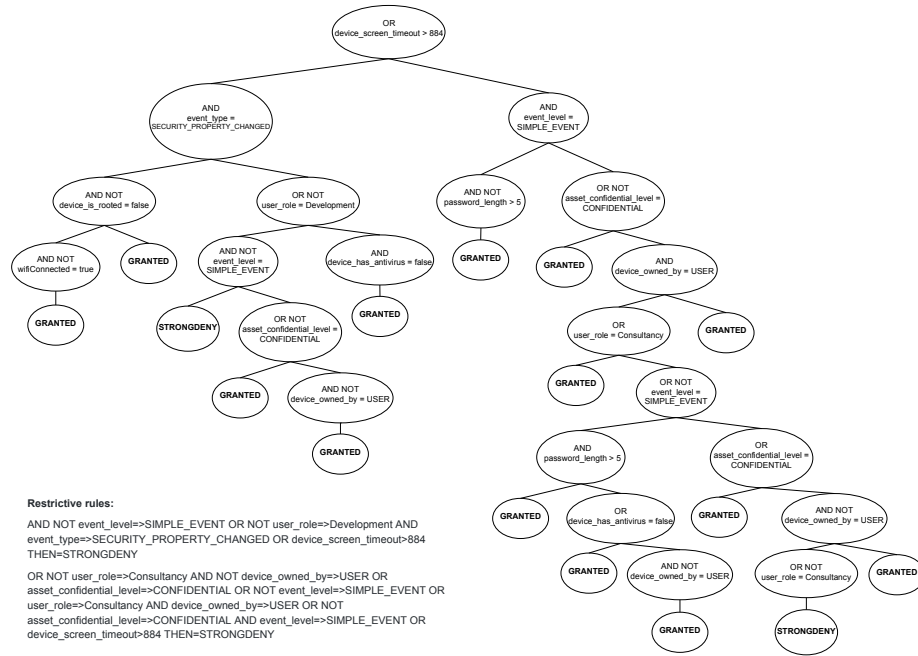 OR
device_screen_timeout > 884
AND
event_type =
SECURITY_PROPERTY_CHANGED
AND
event_level =
SIMPLE_EVENT
AND NOT
device_is_rooted = false
OR NOT
user_role = Development
AND NOT
password_length > 5
OR NOT
asset_confidential_level =
CONFIDENTIAL
AND NOT
wifiConnected = true
GRANTED
AND NOT
event_level =
SIMPLE_EVENT
AND
device_has_antivirus = false
GRANTED
GRANTED
AND
device_owned_by = USER
GRANTED
STRONGDENY
OR NOT
asset_confidential_level =
CONFIDENTIAL
GRANTED
OR
user_role = Consultancy
GRANTED
GRANTED
AND NOT
device_owned_by = USER
GRANTED
OR NOT
event_level =
SIMPLE_EVENT
GRANTED
AND
password_length > 5
OR
asset_confidential_level =
CONFIDENTIAL
GRANTED
OR
device_has_antivirus = false
GRANTED
AND NOT
device_owned_by = USER
GRANTED
AND NOT
device_owned_by = USER
OR NOT
user_role = Consultancy
GRANTED
GRANTED
STRONGDENY
Restrictive rules:
AND NOT event_level=>SIMPLE_EVENT OR NOT user_role=>Development AND
event_type=>SECURITY_PROPERTY_CHANGED OR device_screen_timeout>884
THEN=STRONGDENY
OR NOT user_role=>Consultancy AND NOT device_owned_by=>USER OR
asset_confidential_level=>CONFIDENTIAL OR NOT event_level=>SIMPLE_EVENT OR
user_role=>Consultancy AND device_owned_by=>USER OR NOT
asset_confidential_level=>CONFIDENTIAL AND event_level=>SIMPLE_EVENT OR
device_screen_timeout>884 THEN=STRONGDENY